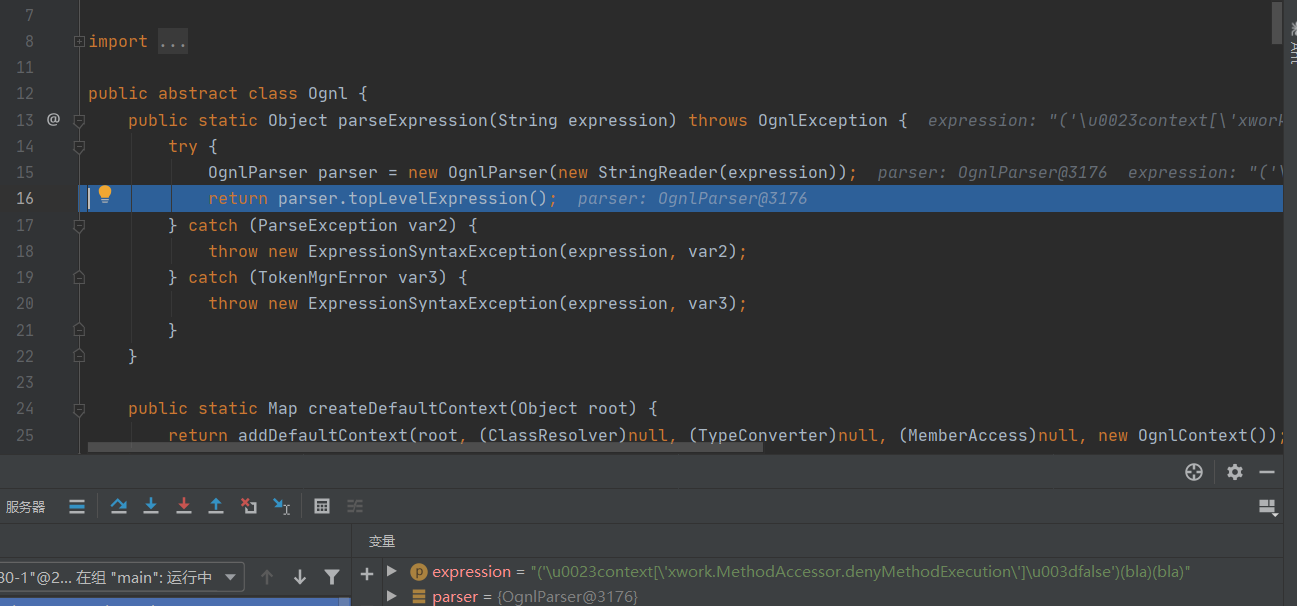 7
8 import ...
11
12 public abstract class Ognl {
13 @ public static Object parseExpression(String expression) throws OgnlException { expression: "('\u0023context[\'xwork
14 try {
15 OgnlParser parser = new OgnlParser(new StringReader(expression)); parser: OgnlParser@3176 expression: "('\
16 return parser.topLevelExpression(); parser: OgnlParser@3176
17 } catch (ParseException var2) {
18 throw new ExpressionSyntaxException(expression, var2);
19 } catch (TokenMgrError var3) {
20 throw new ExpressionSyntaxException(expression, var3);
21 }
22 }
23
24 public static Map createDefaultContext(Object root) {
25 return addDefaultContext(root, (ClassResolver)null, (TypeConverter)null, (MemberAccess)null, new OgnlContext());
服务器
变量
80-1"@2... 在组 "main": 运行中
expression = "('\u0023context[\'xwork.MethodAccessor.denyMethodExecution\']\u003dfalse')(bla)(bla)"
parser = {OgnlParser@3176}